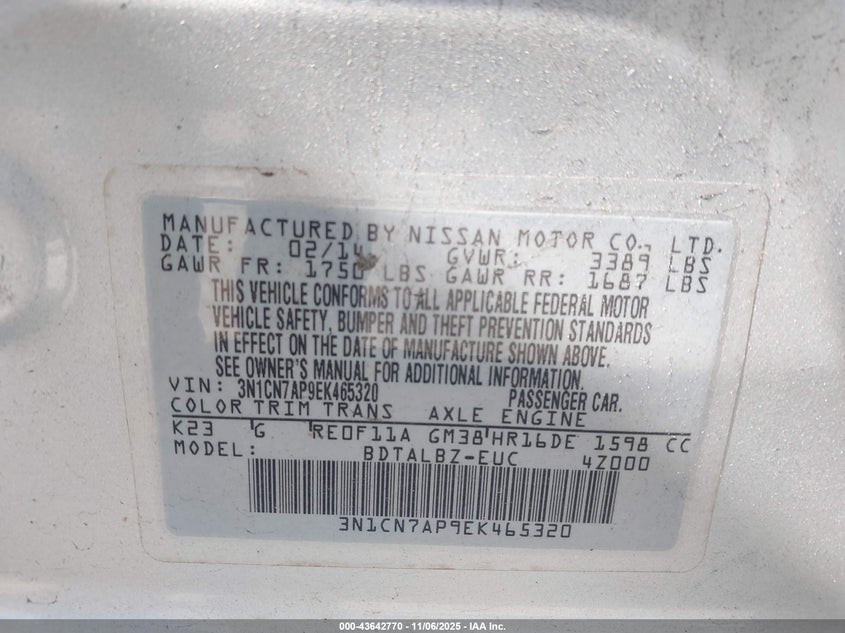 MANUFACTURED BY NISSAN MOTOR CO., LTD.
DATE: 02/14 GVWR: 3389 LBS
GAWR FR: 1750 LBS GAWR RR: 1687 LBS
THIS VEHICLE CONFORMS TO ALL APPLICABLE FEDERAL MOTOR
VEHICLE SAFETY, BUMPER AND THEFT PREVENTION STANDARDS
IN EFFECT ON THE DATE OF MANUFACTURE SHOWN ABOVE.
SEE OWNER'S MANUAL FOR ADDITIONAL INFORMATION.
VIN: 3N1CN7AP9EK465320 PASSENGER CAR.
COLOR TRIM TRANS AXLE ENGINE
K23 G RE0F11A GM38 HR16DE 1598 CC
MODEL: BDTALBZ-EUC 4Z000
3N1CN7AP9EK465320
000-43642770 - 11/06/2025 - IAA Inc.